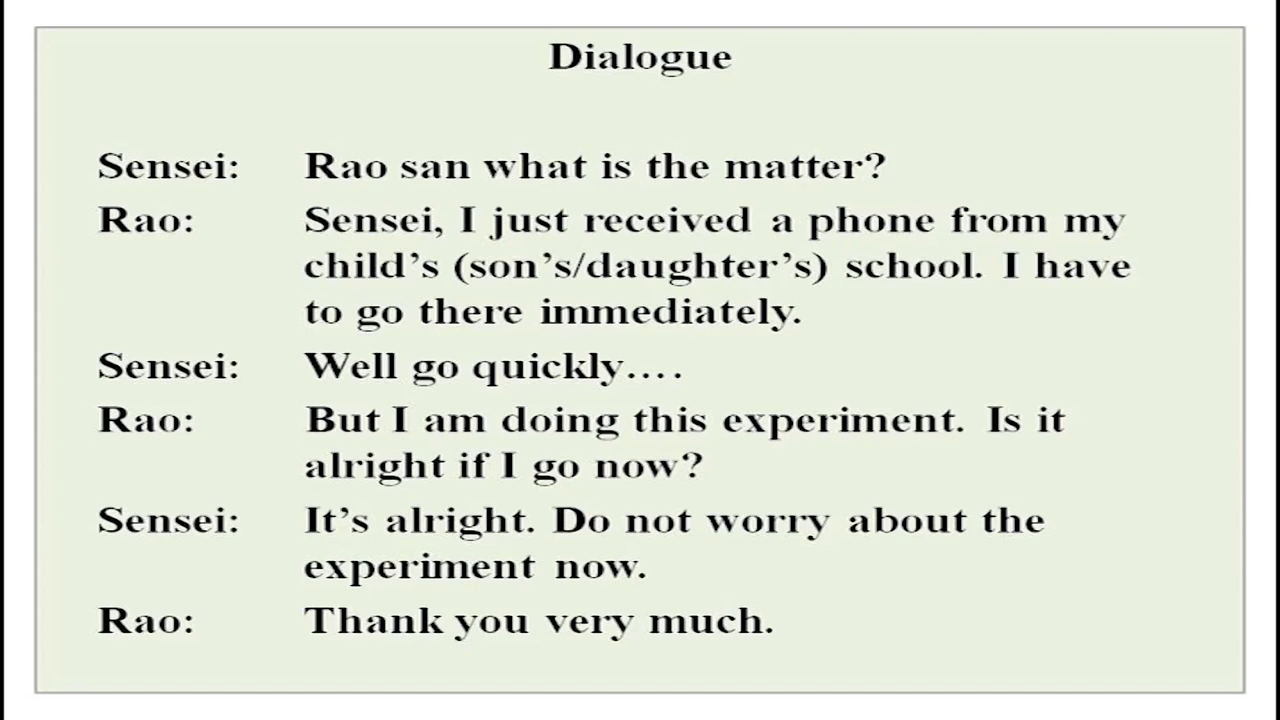 Dialogue
Sensei: Rao san what is the matter?
Rao: Sensei, I just received a phone from my
child's (son's/daughter's) school. I have
to go there immediately.
Sensei: Well go quickly....
Rao: But I am doing this experiment. Is it
alright if I go now?
Sensei: It's alright. Do not worry about the
experiment now.
Rao: Thank you very much.